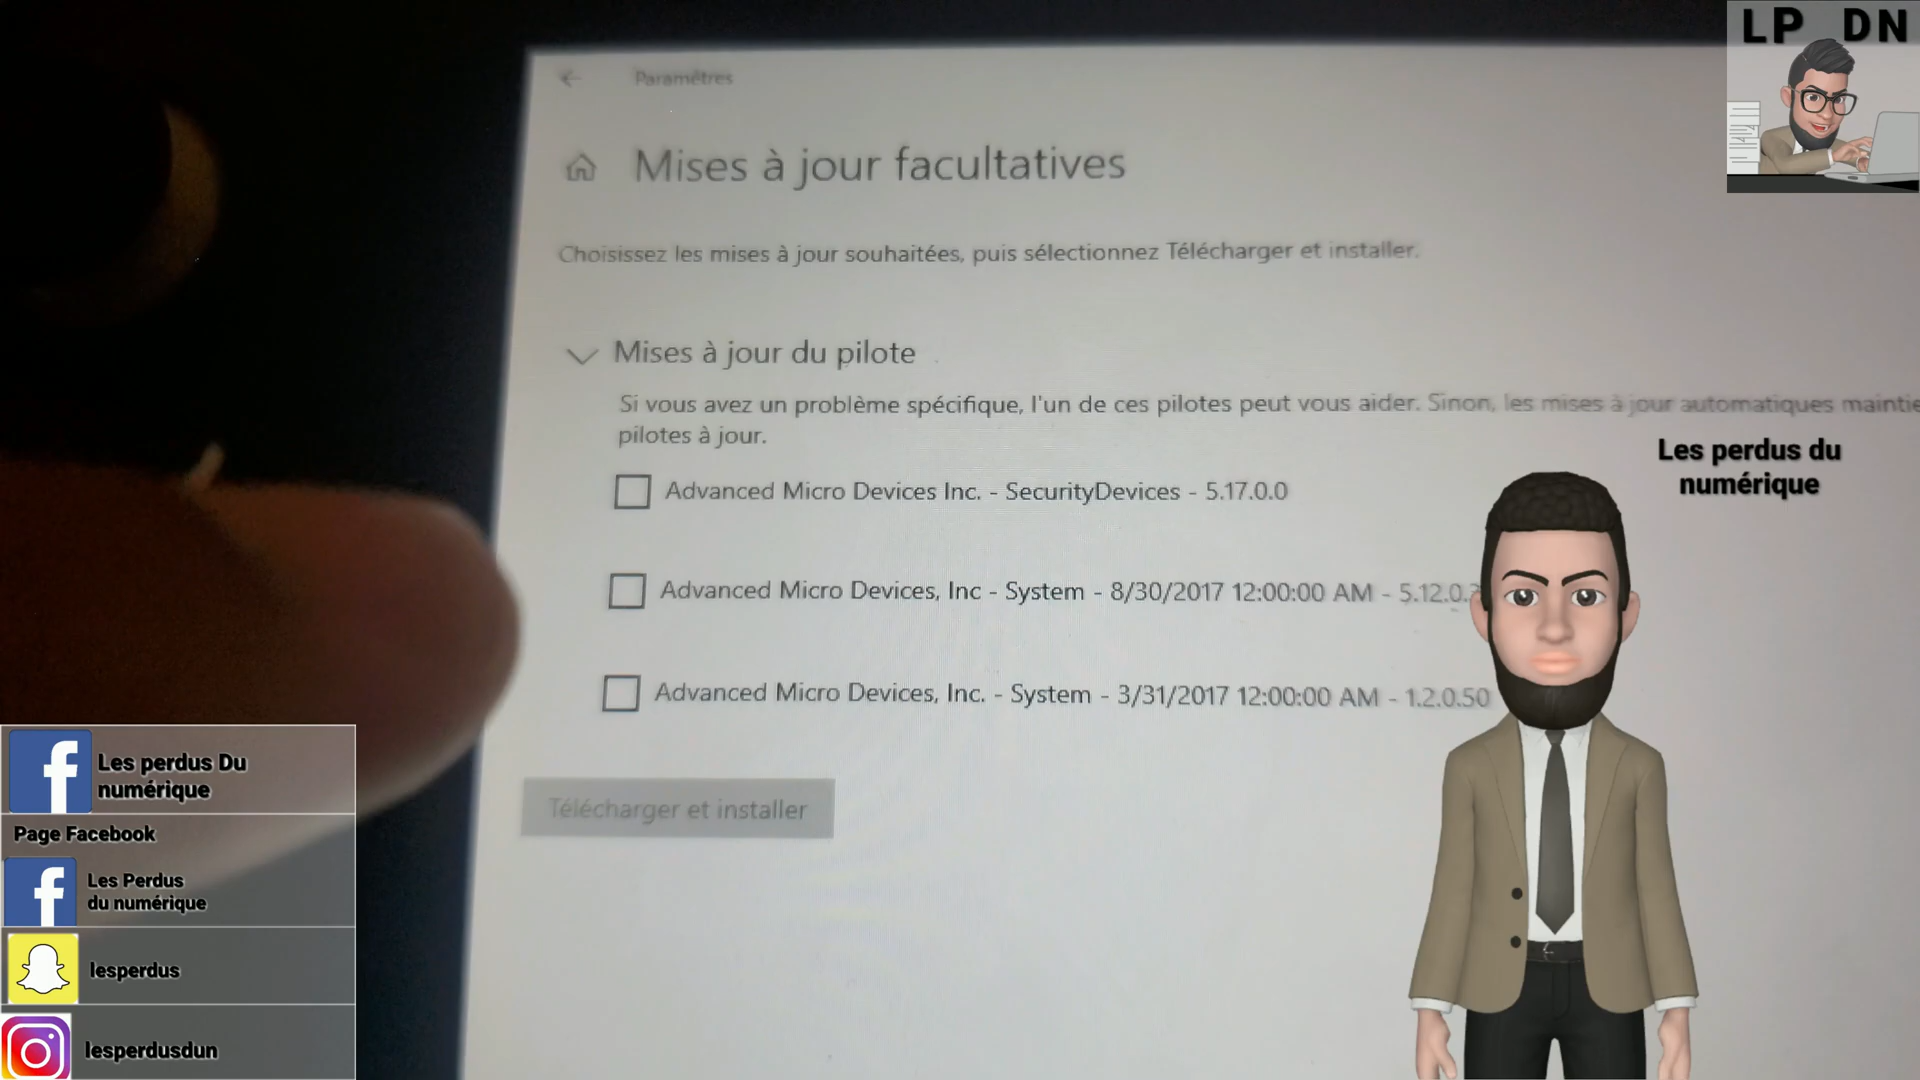 LP DN
Paramètres
Mises à jour facultatives
Choisissez les mises à jour souhaitées, puis sélectionnez Télécharger et installer.
Mises à jour du pilote
Si vous avez un problème spécifique, l'un de ces pilotes peut vous aider. Sinon, les mises à jour automatiques maintie
pilotes à jour.
Les perdus du
numérique
Advanced Micro Devices Inc. - SecurityDevices - 5.17.0.0
Advanced Micro Devices, Inc - System - 8/30/2017 12:00:00 AM - 5.12.0.
Advanced Micro Devices, Inc. - System - 3/31/2017 12:00:00 AM - 1.2.0.50
Télécharger et installer
Les perdus Du
numérique
Page Facebook
Les Perdus
du numérique
lesperdus
lesperdusdun